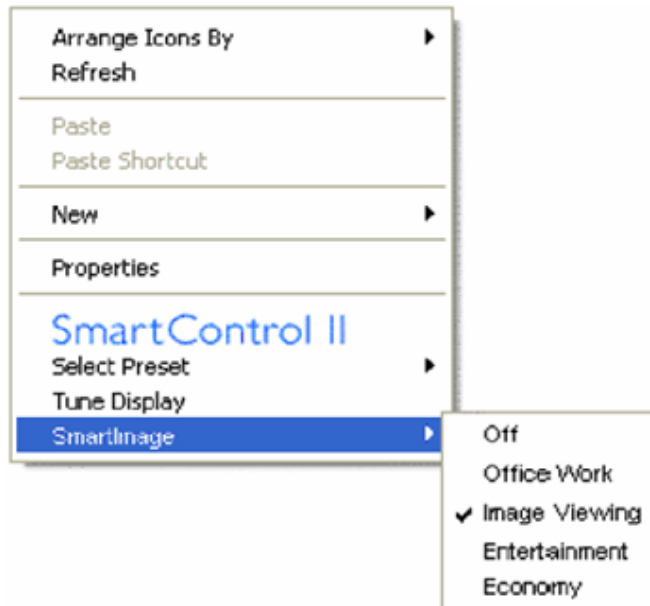 Arrange Icons By
Refresh
Paste
Paste Shortcut
New
Properties
SmartControl II
Select Preset
Tune Display
SmartImage
Off
Office Work
Image Viewing
Entertainment
Economy